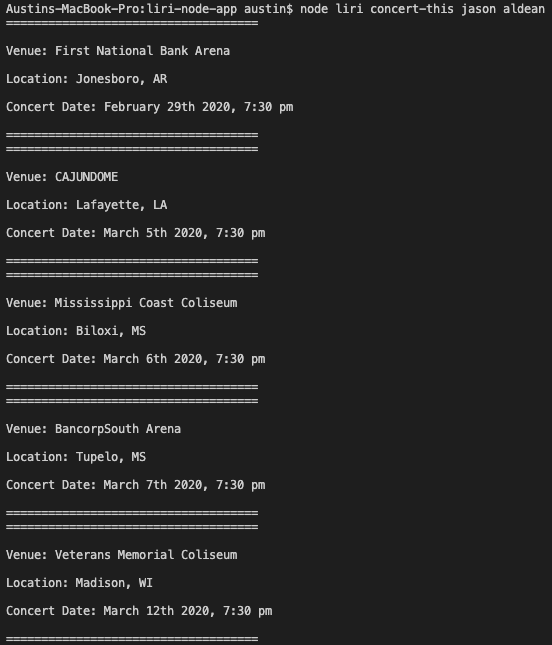 Austins-MacBook-Pro:liri-node-app austin$ node liri concert-this jason aldean
====================================
Venue: First National Bank Arena
Location: Jonesboro, AR
Concert Date: February 29th 2020, 7:30 pm
====================================
====================================
Venue: CAJUNDOME
Location: Lafayette, LA
Concert Date: March 5th 2020, 7:30 pm
====================================
====================================
Venue: Mississippi Coast Coliseum
Location: Biloxi, MS
Concert Date: March 6th 2020, 7:30 pm
====================================
====================================
Venue: BancorpSouth Arena
Location: Tupelo, MS
Concert Date: March 7th 2020, 7:30 pm
====================================
====================================
Venue: Veterans Memorial Coliseum
Location: Madison, WI
Concert Date: March 12th 2020, 7:30 pm
====================================